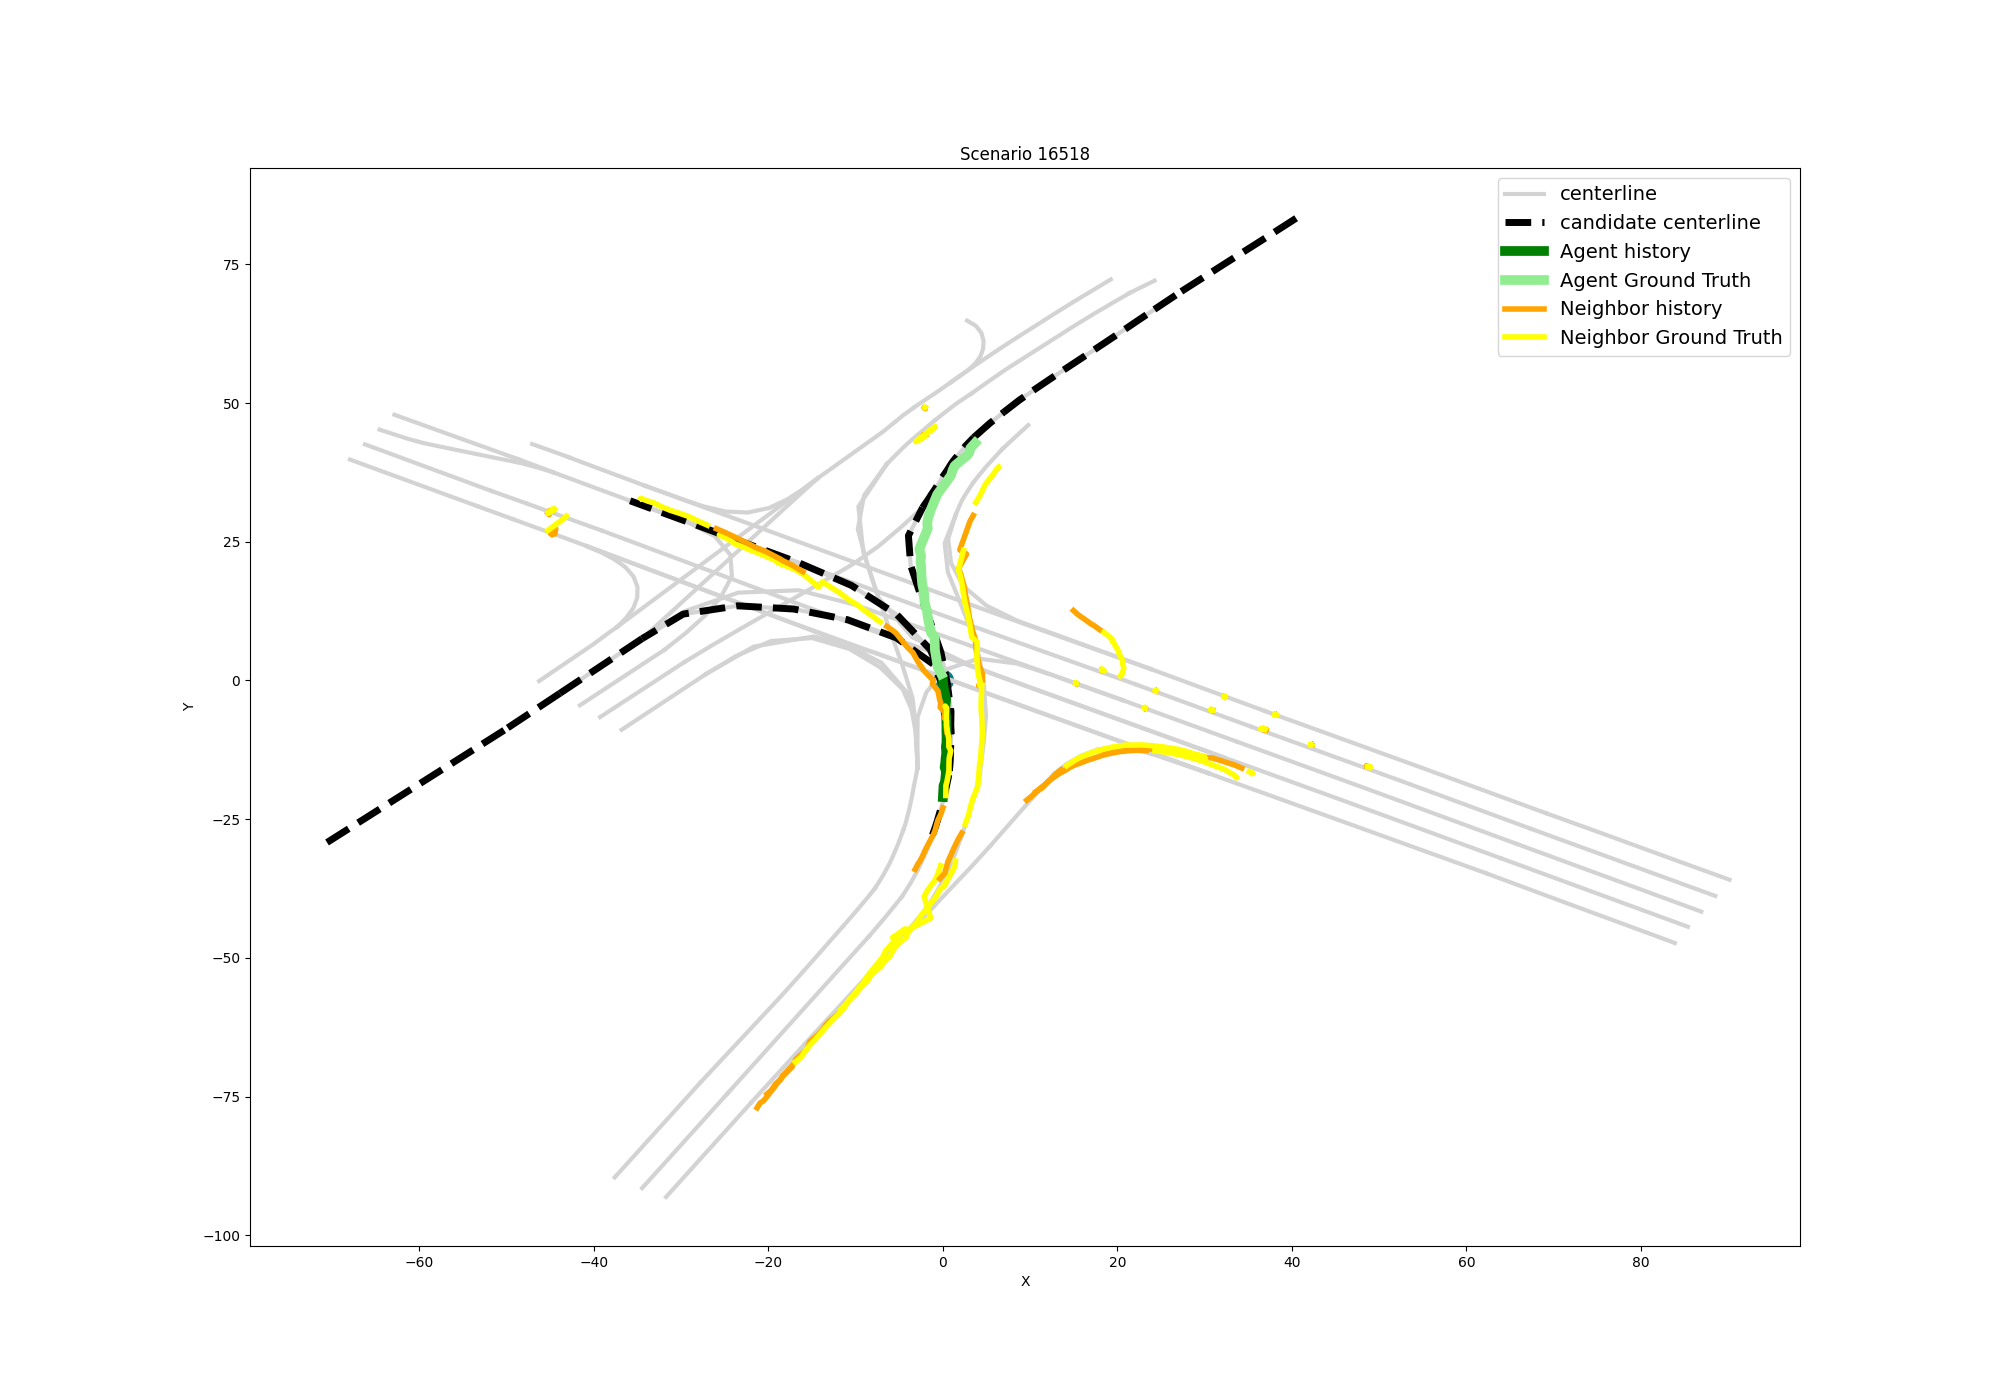 Scenario 16518
centerline
candidate centerline
Agent history
Agent Ground Truth
Neighbor history
Neighbor Ground Truth
75
50
25
0
−25
−50
−75
−100
Y
−60 −40 −20 0 20 40 60 80
X